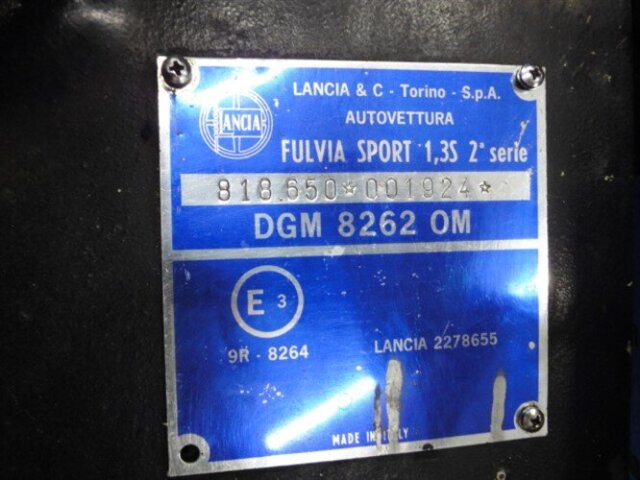 LANCIA
LANCIA & C - Torino - S.p.A.
AUTOVETTURA
FULVIA SPORT 1,3S 2ª serie
818.650*001924*
DGM 8262 OM
E 3
9R - 8264
LANCIA 2278655
MADE IN ITALY